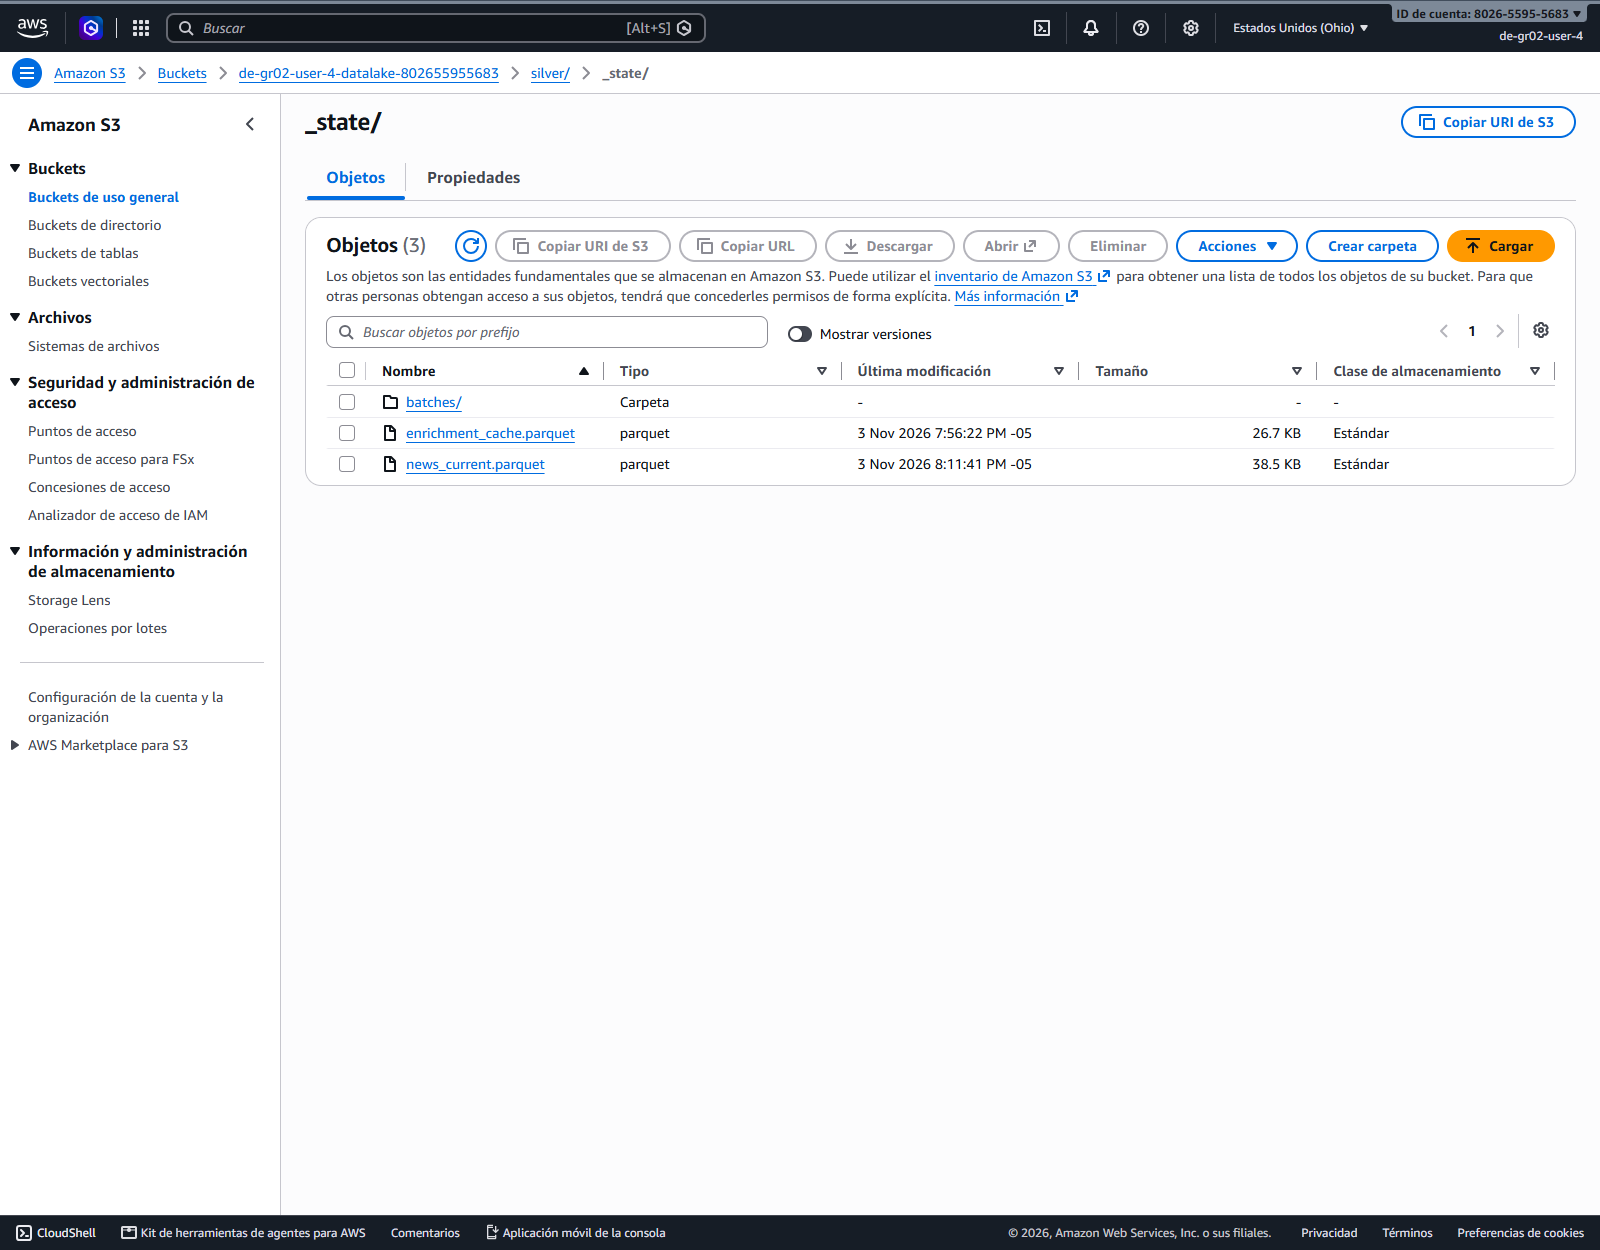 aws
Buscar
[Alt+S]
Estados Unidos (Ohio)
ID de cuenta: 8026-5595-5683
de-gr02-user-4
Amazon S3 > Buckets > de-gr02-user-4-datalake-802655955683 > silver/ > _state/
Amazon S3
Buckets
Buckets de uso general
Buckets de directorio
Buckets de tablas
Buckets vectoriales
Archivos
Sistemas de archivos
Seguridad y administración de
acceso
Puntos de acceso
Puntos de acceso para FSx
Concesiones de acceso
Analizador de acceso de IAM
Información y administración
de almacenamiento
Storage Lens
Operaciones por lotes
Configuración de la cuenta y la
organización
AWS Marketplace para S3
_state/
Copiar URI de S3
Objetos Propiedades
Objetos (3) Copiar URI de S3 Copiar URL Descargar Abrir Eliminar Acciones Crear carpeta Cargar
Los objetos son las entidades fundamentales que se almacenan en Amazon S3. Puede utilizar el inventario de Amazon S3 para obtener una lista de todos los objetos de su bucket. Para que
otras personas obtengan acceso a sus objetos, tendrá que concederles permisos de forma explícita. Más información
Buscar objetos por prefijo Mostrar versiones 1
Nombre Tipo Última modificación Tamaño Clase de almacenamiento
batches/ Carpeta - - -
enrichment_cache.parquet parquet 3 Nov 2026 7:56:22 PM -05 26.7 KB Estándar
news_current.parquet parquet 3 Nov 2026 8:11:41 PM -05 38.5 KB Estándar
CloudShell Kit de herramientas de agentes para AWS Comentarios Aplicación móvil de la consola © 2026, Amazon Web Services, Inc. o sus filiales. Privacidad Términos Preferencias de cookies